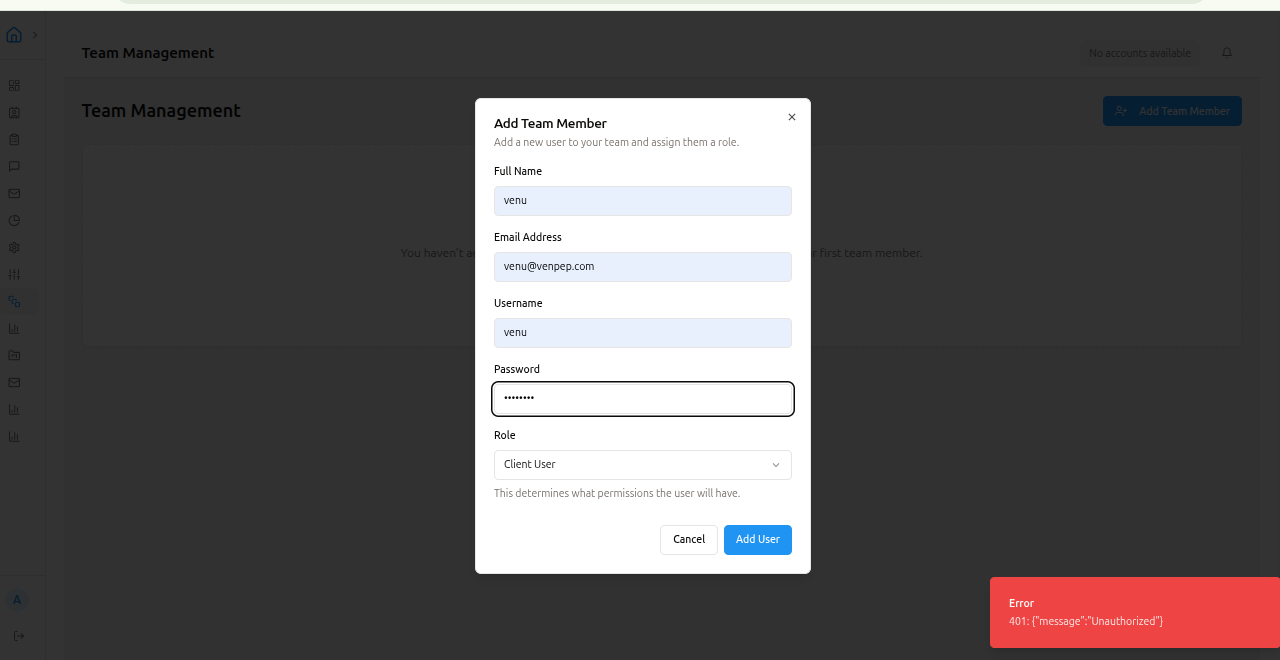 Team Management
No accounts available
Team Management
Add Team Member
You haven't a
r first team member.
Add Team Member
Add a new user to your team and assign them a role.
Full Name
venu
Email Address
venu@venpep.com
Username
venu
Password
••••••••
Role
Client User
This determines what permissions the user will have.
Cancel
Add User
A
Error
401: {"message":"Unauthorized"}